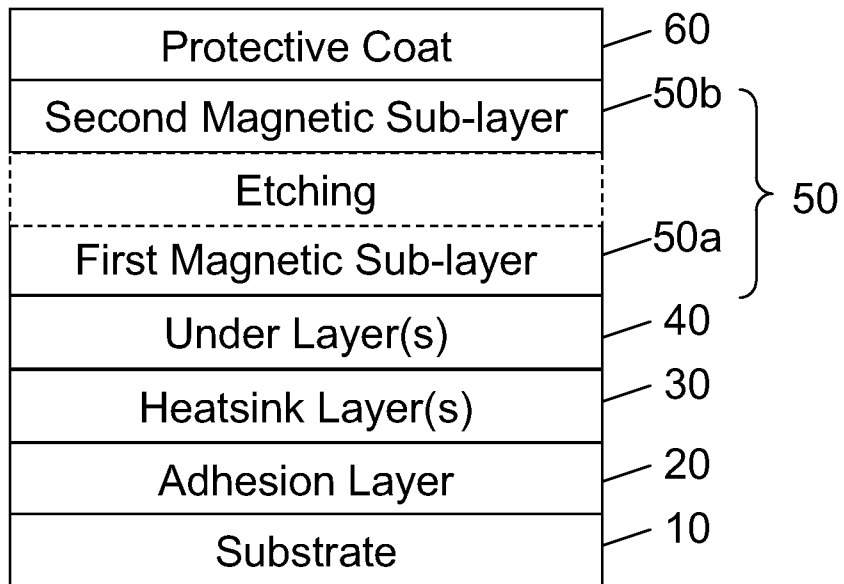 Protective Coat 60
Second Magnetic Sub-layer 50b
Etching
50
First Magnetic Sub-layer 50a
Under Layer(s) 40
Heatsink Layer(s) 30
Adhesion Layer 20
Substrate 10